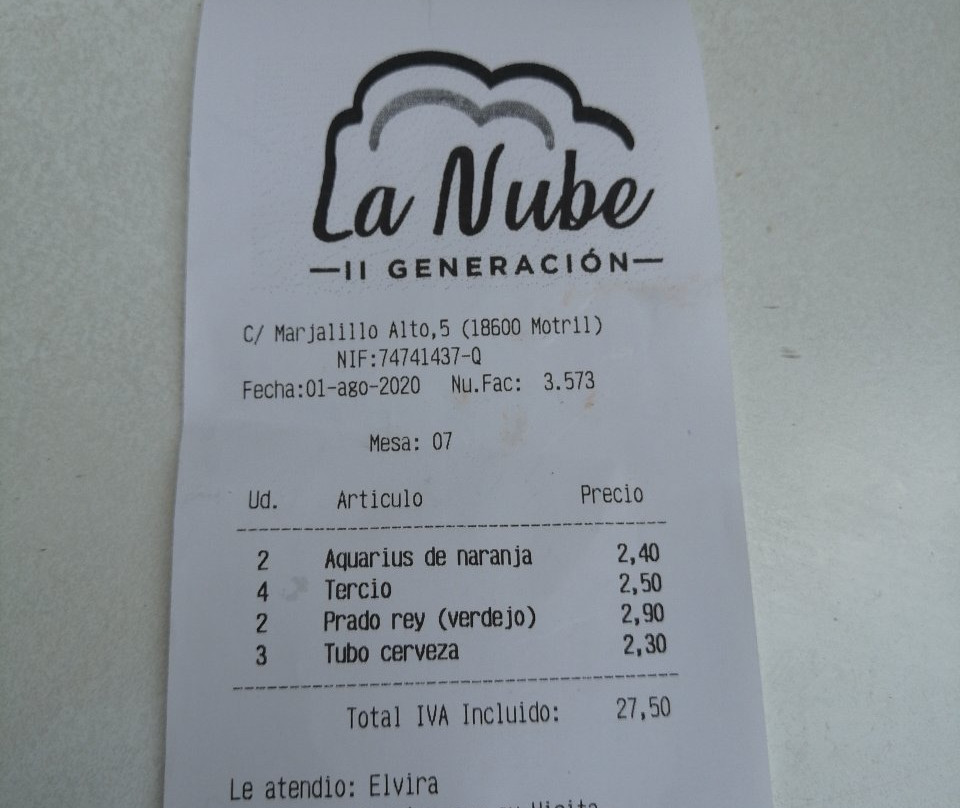 La Nube
II GENERACIÓN
C/ Marjalillo Alto,5 (18600 Motril)
NIF:74741437-Q
Fecha:01-ago-2020 Nu.Fac: 3.573
Mesa: 07
Ud. Articulo Precio
2 Aquarius de naranja 2,40
4 Tercio 2,50
2 Prado rey (verdejo) 2,90
3 Tubo cerveza 2,30
Total IVA Incluido: 27,50
Le atendio: Elvira